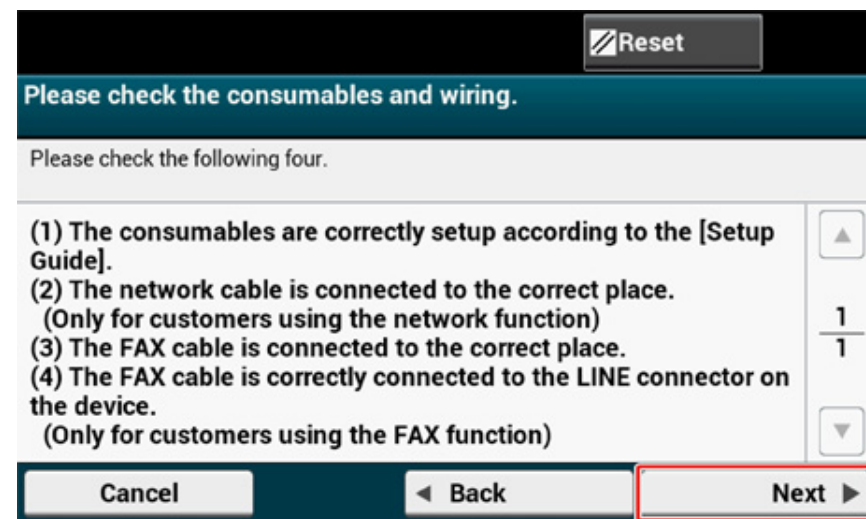 Reset
Please check the consumables and wiring.
Please check the following four.
(1) The consumables are correctly setup according to the [Setup
Guide].
(2) The network cable is connected to the correct place.
(Only for customers using the network function)
(3) The FAX cable is connected to the correct place.
(4) The FAX cable is correctly connected to the LINE connector on
the device.
(Only for customers using the FAX function)
1
1
Cancel
Back
Next